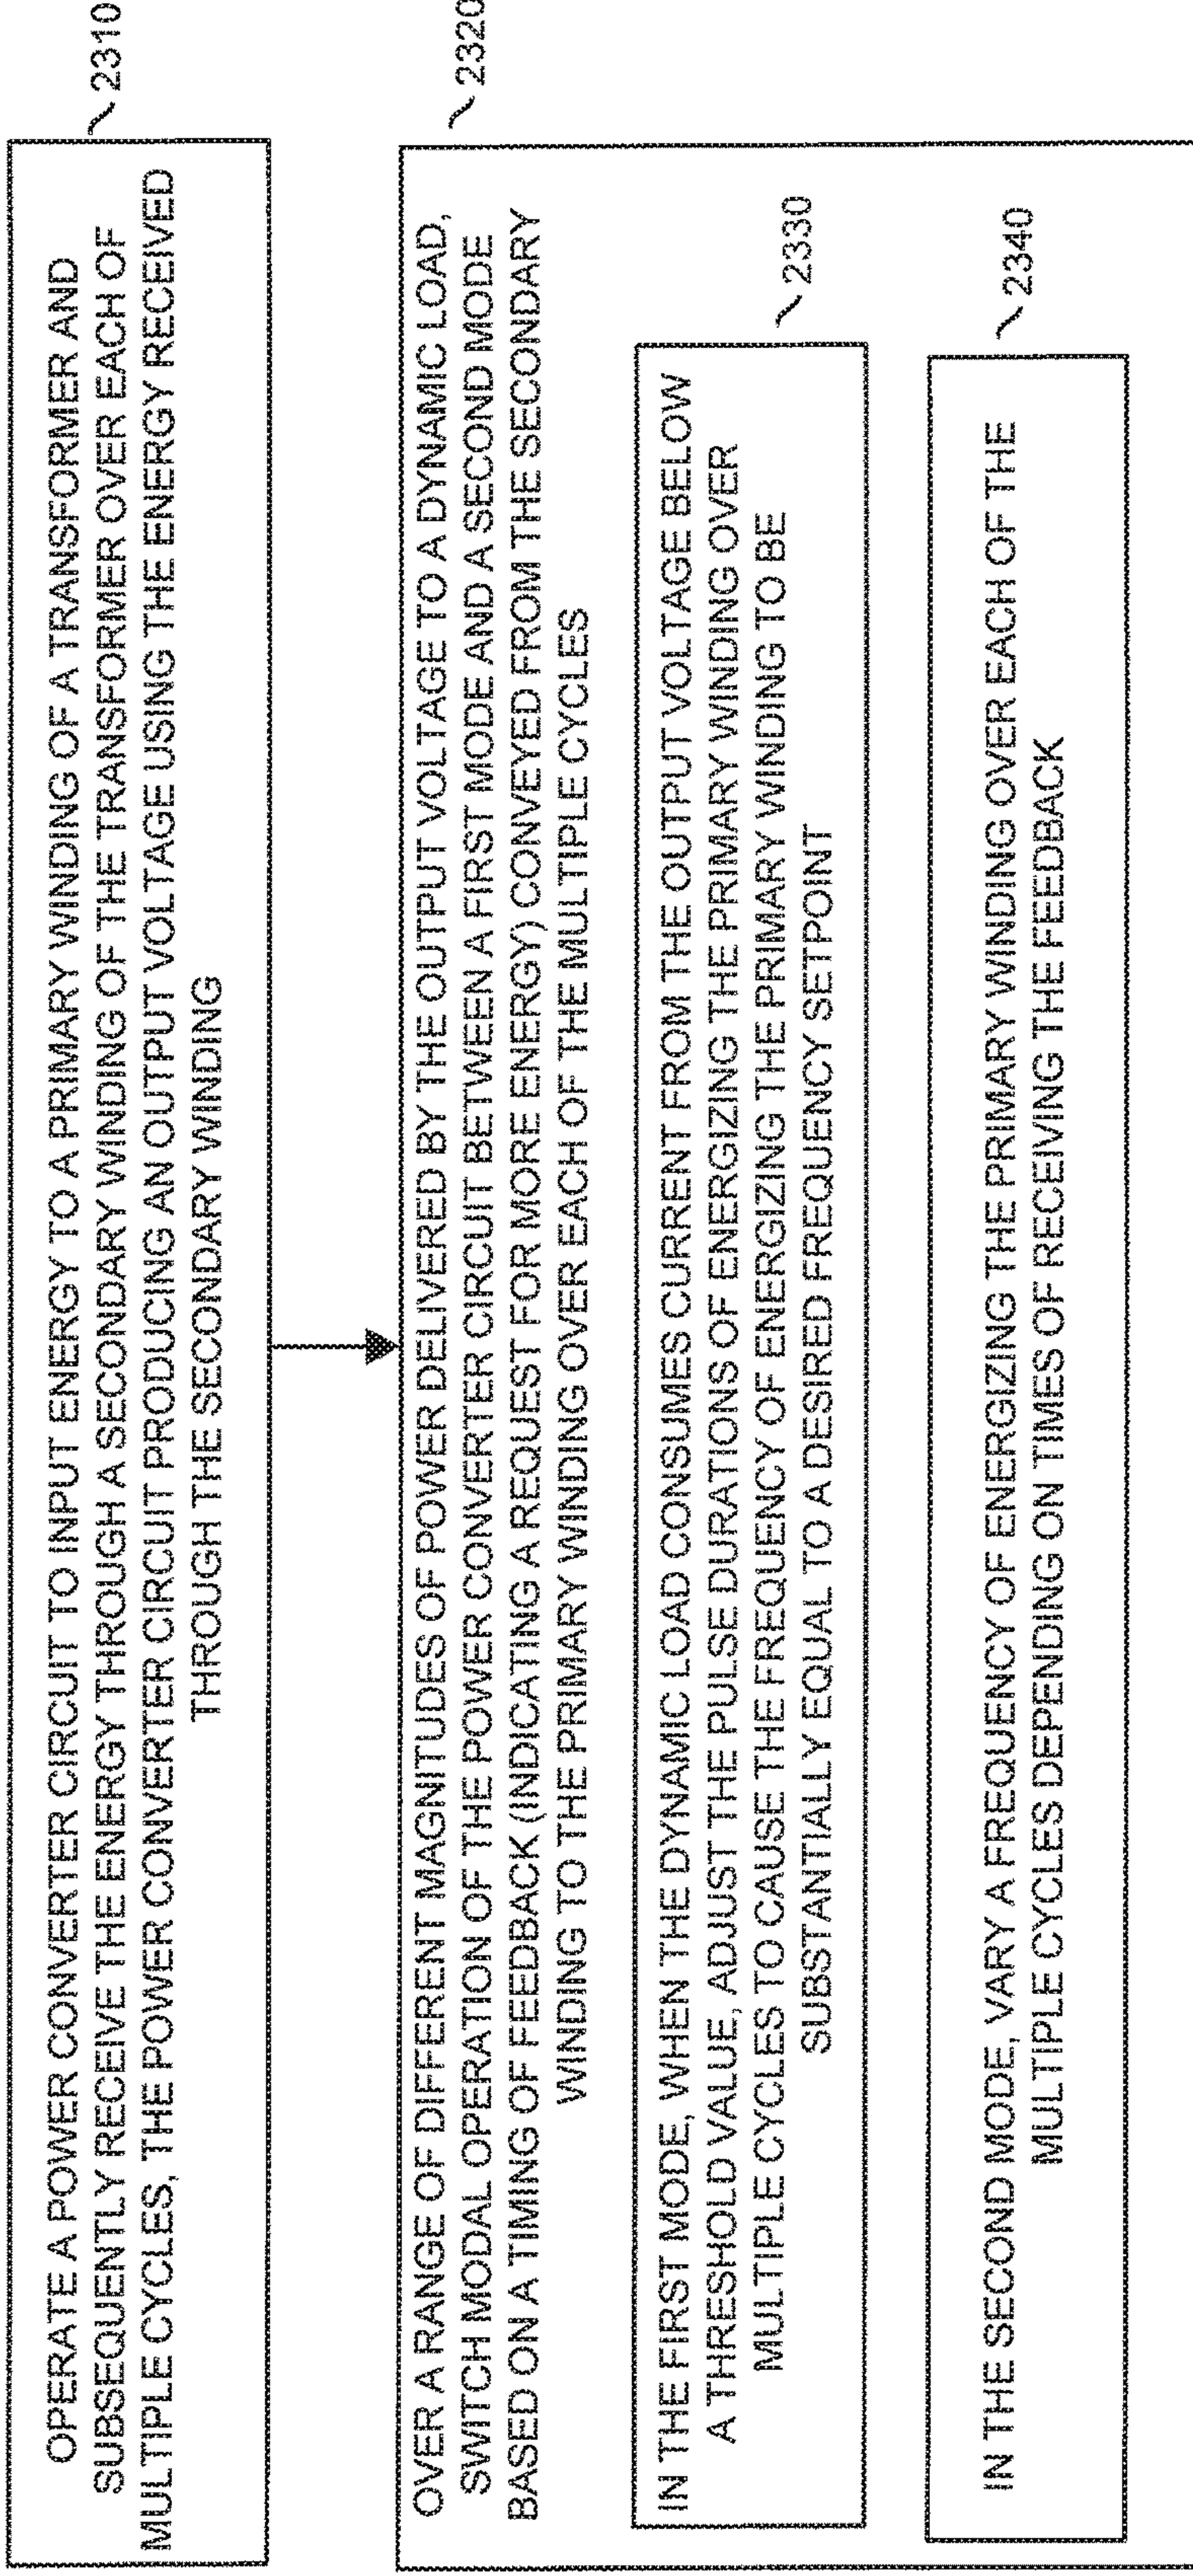 OPERATE A POWER CONVERTER CIRCUIT TO INPUT ENERGY TO A PRIMARY WINDING OF A TRANSFORMER AND
SUBSEQUENTLY RECEIVE THE ENERGY THROUGH A SECONDARY WINDING OF THE TRANSFORMER OVER EACH OF
MULTIPLE CYCLES, THE POWER CONVERTER CIRCUIT PRODUCING AN OUTPUT VOLTAGE USING THE ENERGY RECEIVED
THROUGH THE SECONDARY WINDING
2310
OVER A RANGE OF DIFFERENT MAGNITUDES OF POWER DELIVERED BY THE OUTPUT VOLTAGE TO A DYNAMIC LOAD,
SWITCH MODAL OPERATION OF THE POWER CONVERTER CIRCUIT BETWEEN A FIRST MODE AND A SECOND MODE
BASED ON A TIMING OF FEEDBACK (INDICATING A REQUEST FOR MORE ENERGY) CONVEYED FROM THE SECONDARY
WINDING TO THE PRIMARY WINDING OVER EACH OF THE MULTIPLE CYCLES
2320
IN THE FIRST MODE, WHEN THE DYNAMIC LOAD CONSUMES CURRENT FROM THE OUTPUT VOLTAGE BELOW
A THRESHOLD VALUE, ADJUST THE PULSE DURATIONS OF ENERGIZING THE PRIMARY WINDING OVER
MULTIPLE CYCLES TO CAUSE THE FREQUENCY OF ENERGIZING THE PRIMARY WINDING TO BE
SUBSTANTIALLY EQUAL TO A DESIRED FREQUENCY SETPOINT
2330
IN THE SECOND MODE, VARY A FREQUENCY OF ENERGIZING THE PRIMARY WINDING OVER EACH OF THE
MULTIPLE CYCLES DEPENDING ON TIMES OF RECEIVING THE FEEDBACK
2340